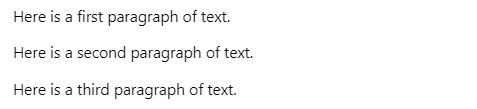 Here is a first paragraph of text.
Here is a second paragraph of text.
Here is a third paragraph of text.